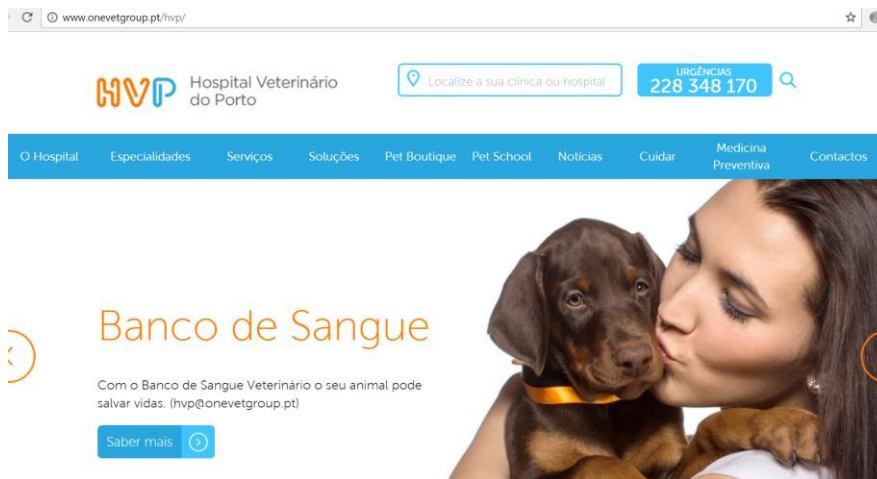 www.onevetgroup.pt/hvp/
HVP
Hospital Veterinário
do Porto
Localize a sua clínica ou hospital
URGÊNCIAS
228 348 170
O Hospital
Especialidades
Serviços
Soluções
Pet Boutique
Pet School
Notícias
Cuidar
Medicina
Preventiva
Contactos
Banco de Sangue
Com o Banco de Sangue Veterinário o seu animal pode
salvar vidas. (hvp@onevetgroup.pt)
Saber mais